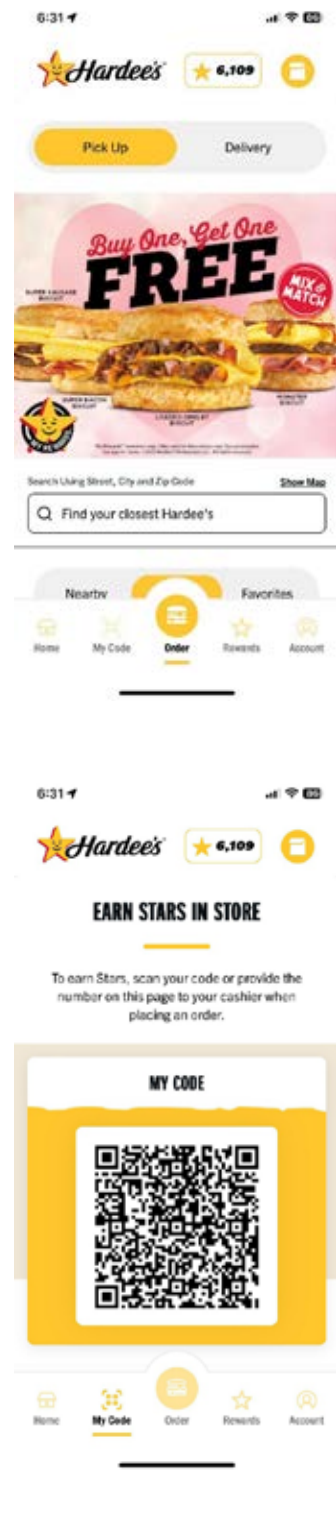 6:31
Hardee's
6,109
Pick Up
Delivery
Buy One, Get One
FREE
MIX &
MATCH
SUPER SAUSAGE
BISCUIT
SUPER BACON
BISCUIT
LOADED OMELET
BISCUIT
MONSTER
BISCUIT
Search Using Street, City and Zip Code
Show Map
Find your closest Hardee's
Nearby
Favorites
Home
My Code
Order
Rewards
Account
6:31
Hardee's
6,109
EARN STARS IN STORE
To earn Stars, scan your code or provide the
number on this page to your cashier when
placing an order.
MY CODE
Home
My Code
Order
Rewards
Account